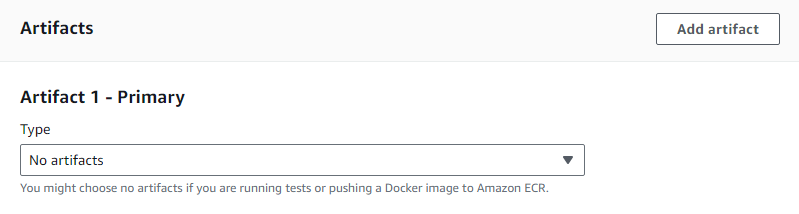 Artifacts
Add artifact
Artifact 1 - Primary
Type
No artifacts
You might choose no artifacts if you are running tests or pushing a Docker image to Amazon ECR.